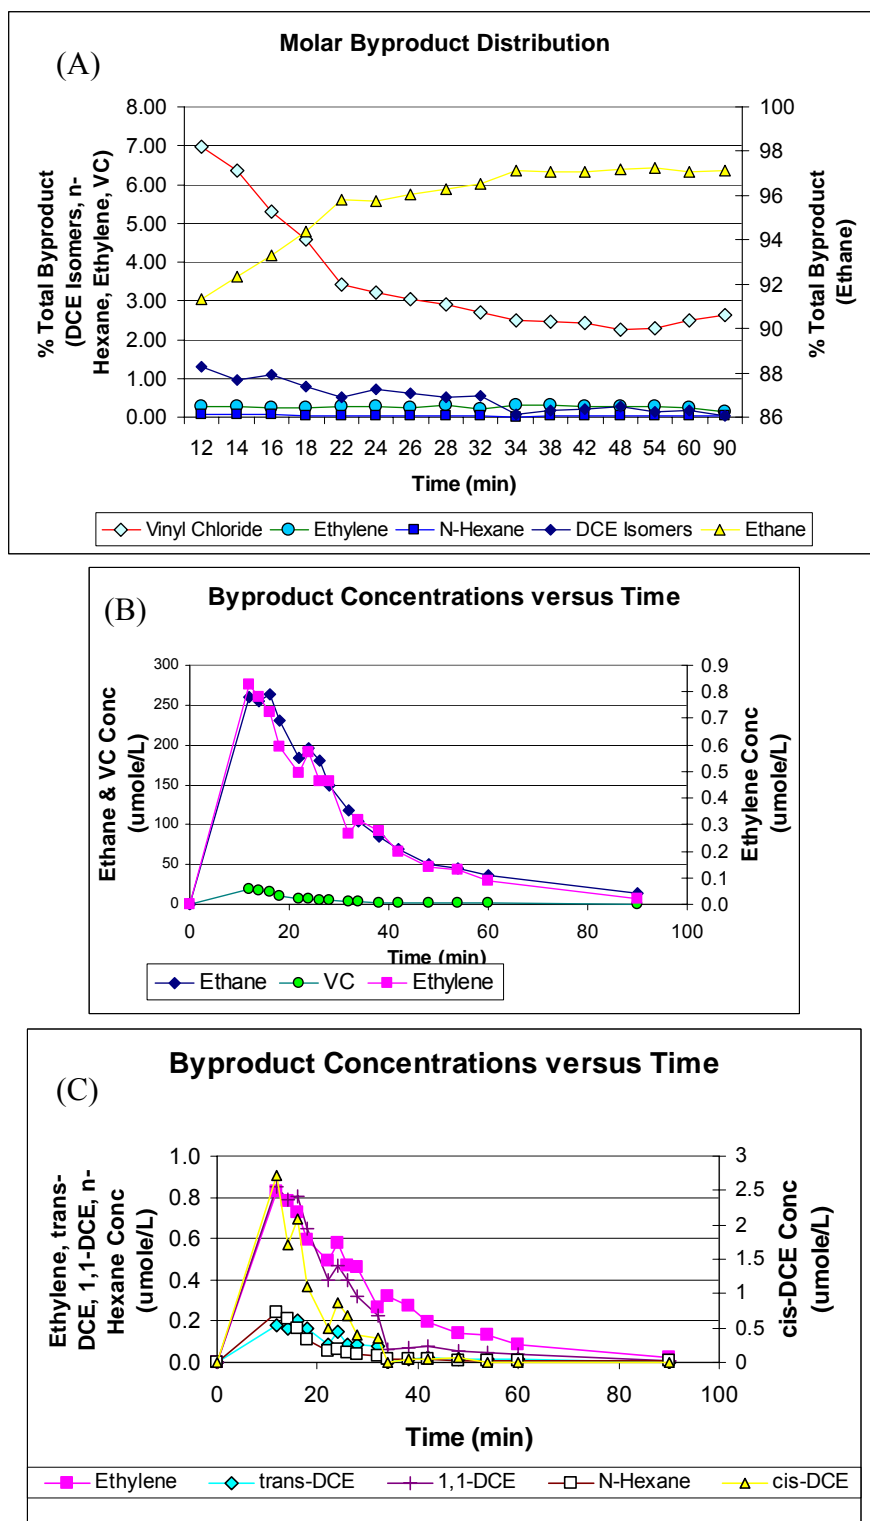 (A)
Molar Byproduct Distribution
% Total Byproduct
(DCE Isomers, n-
Hexane, Ethylene, VC)
8.00
7.00
6.00
5.00
4.00
3.00
2.00
1.00
0.00
100
98
96
94
92
90
88
86
% Total Byproduct
(Ethane)
12 14 16 18 22 24 26 28 32 34 38 42 48 54 60 90
Time (min)
Vinyl Chloride Ethylene N-Hexane DCE Isomers Ethane
(B)
Byproduct Concentrations versus Time
Ethane & VC Conc
(umole/L)
300
250
200
150
100
50
0
0.9
0.8
0.7
0.6
0.5
0.4
0.3
0.2
0.1
0.0
Ethylene Conc
(umole/L)
0 20 40 60 80 100
Time (min)
Ethane VC Ethylene
(C)
Byproduct Concentrations versus Time
Ethylene, trans-
DCE, 1,1-DCE, n-
Hexane Conc
(umole/L)
1.0
0.8
0.6
0.4
0.2
0.0
3
2.5
2
1.5
1
0.5
0
cis-DCE Conc
(umole/L)
0 20 40 60 80 100
Time (min)
Ethylene trans-DCE 1,1-DCE N-Hexane cis-DCE